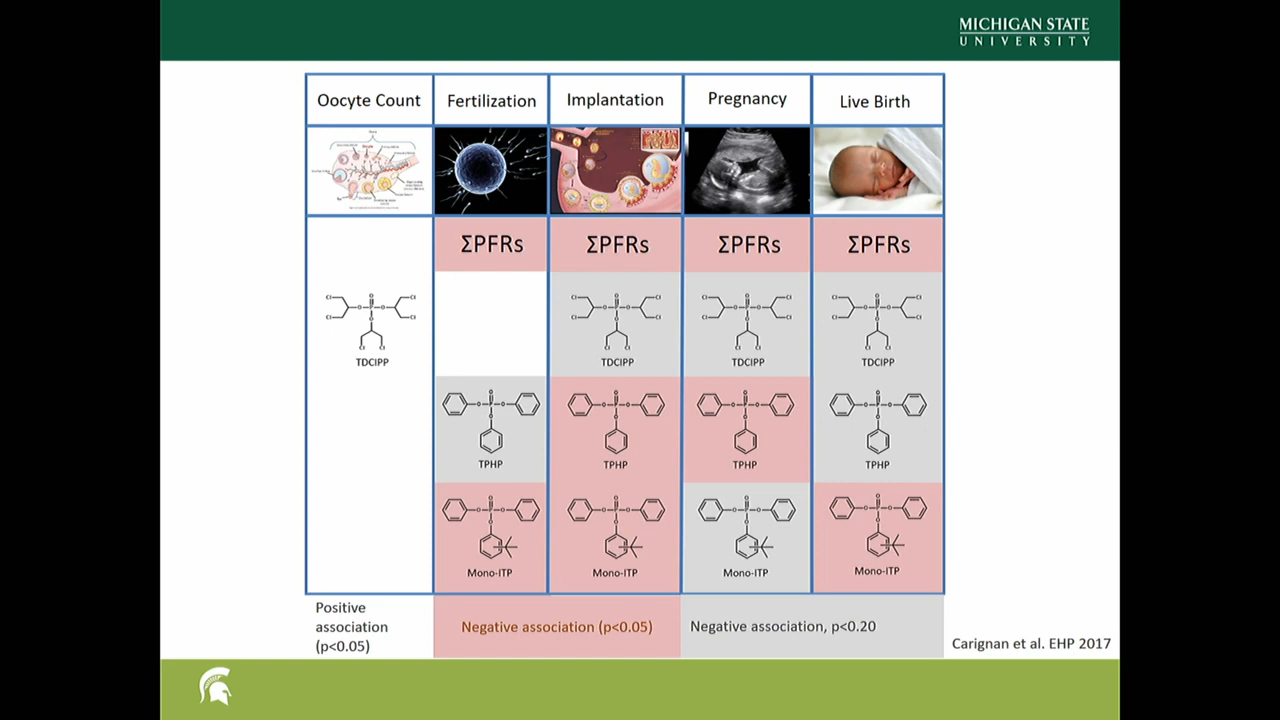 MICHIGAN STATE
UNIVERSITY
Oocyte Count Fertilization Implantation Pregnancy Live Birth
ΣPFRs ΣPFRs ΣPFRs ΣPFRs
TDCIPP TDCIPP TDCIPP TDCIPP
TPHP TPHP TPHP TPHP
Mono-ITP Mono-ITP Mono-ITP Mono-ITP
Positive
association
(p<0.05)
Negative association (p<0.05)
Negative association, p<0.20
Carignan et al. EHP 2017